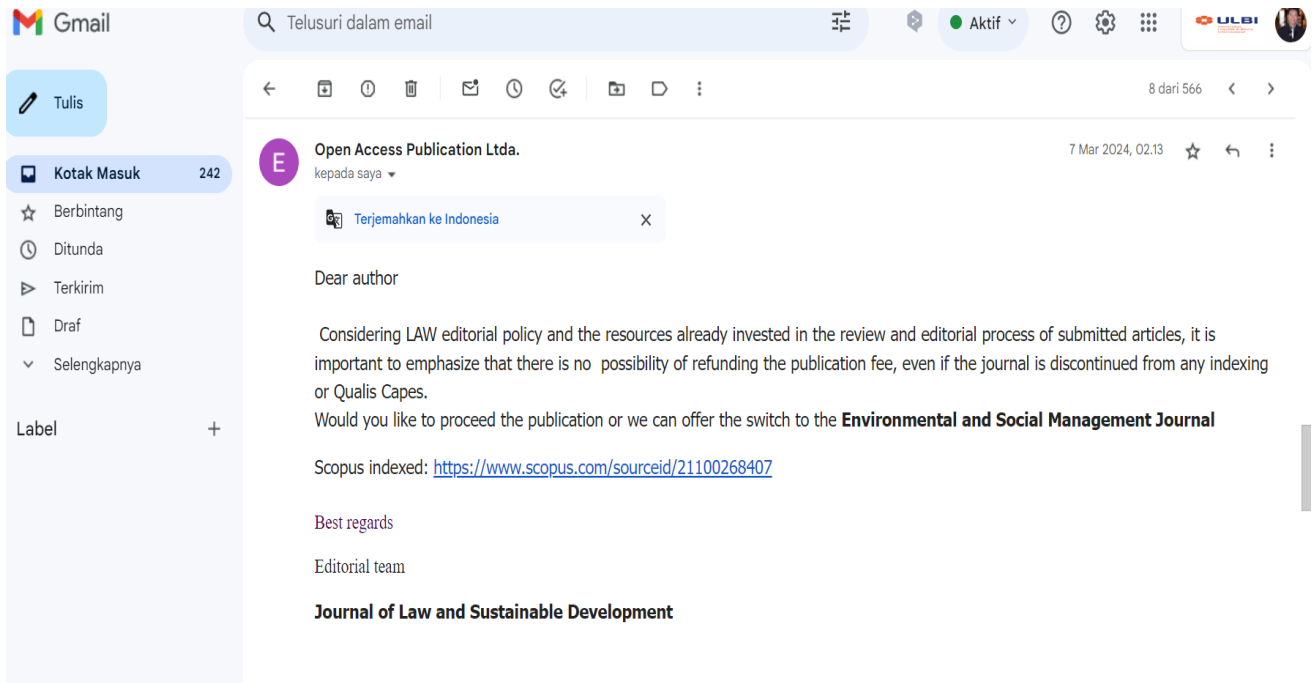 Gmail
Telusuri dalam email
Aktif
ULBI
Tulis
8 dari 566
Kotak Masuk 242
Berbintang
Ditunda
Terkirim
Draf
Selengkapnya
Label
E
Open Access Publication Ltda.
7 Mar 2024, 02.13
kepada saya
Terjemahkan ke Indonesia
Dear author
Considering LAW editorial policy and the resources already invested in the review and editorial process of submitted articles, it is
important to emphasize that there is no possibility of refunding the publication fee, even if the journal is discontinued from any indexing
or Qualis Capes.
Would you like to proceed the publication or we can offer the switch to the Environmental and Social Management Journal
Scopus indexed: https://www.scopus.com/sourceid/21100268407
Best regards
Editorial team
Journal of Law and Sustainable Development